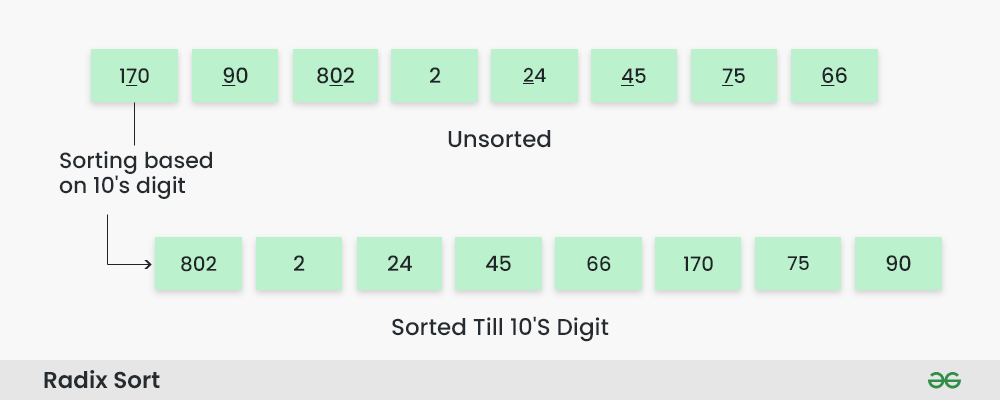 170 90 802 2 24 45 75 66
Unsorted
Sorting based
on 10's digit
802 2 24 45 66 170 75 90
Sorted Till 10'S Digit
Radix Sort